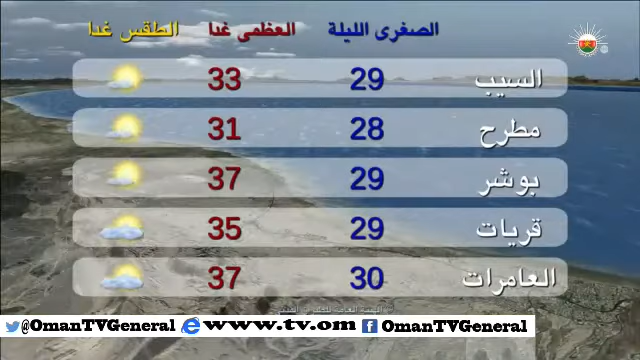 الصغرى الليلة العظمى غدا الطقس غدا
السيب 29 33
مطرح 28 31
بوشر 29 37
قريات 29 35
العامرات 30 37
@OmanTVGeneral www.tv.om OmanTVGeneral